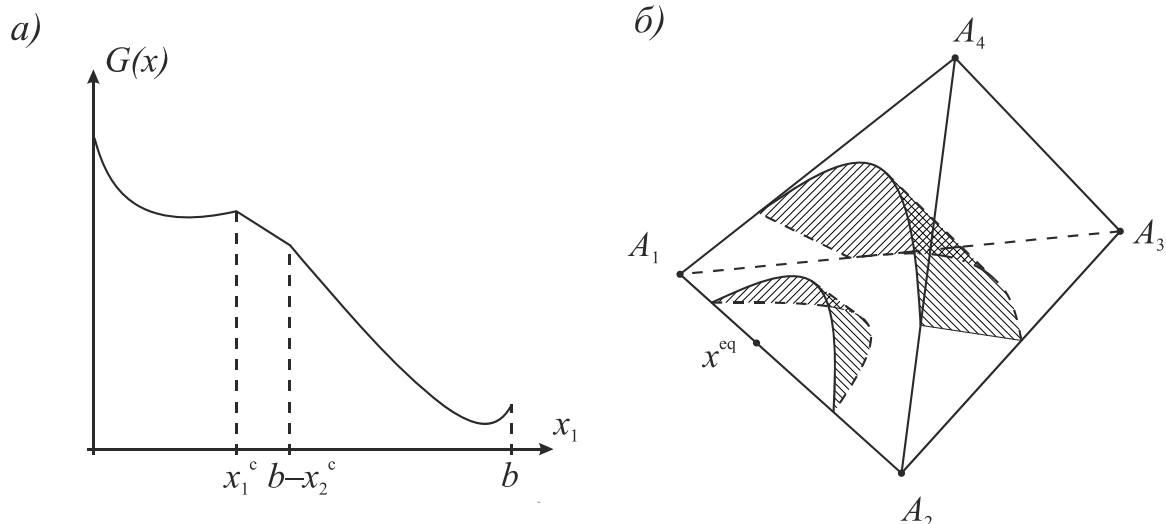 а)
G(x)
x₁ᶜ
b–x₂ᶜ
b
x₁
б)
A₄
A₁
A₃
xᵉq
A₂